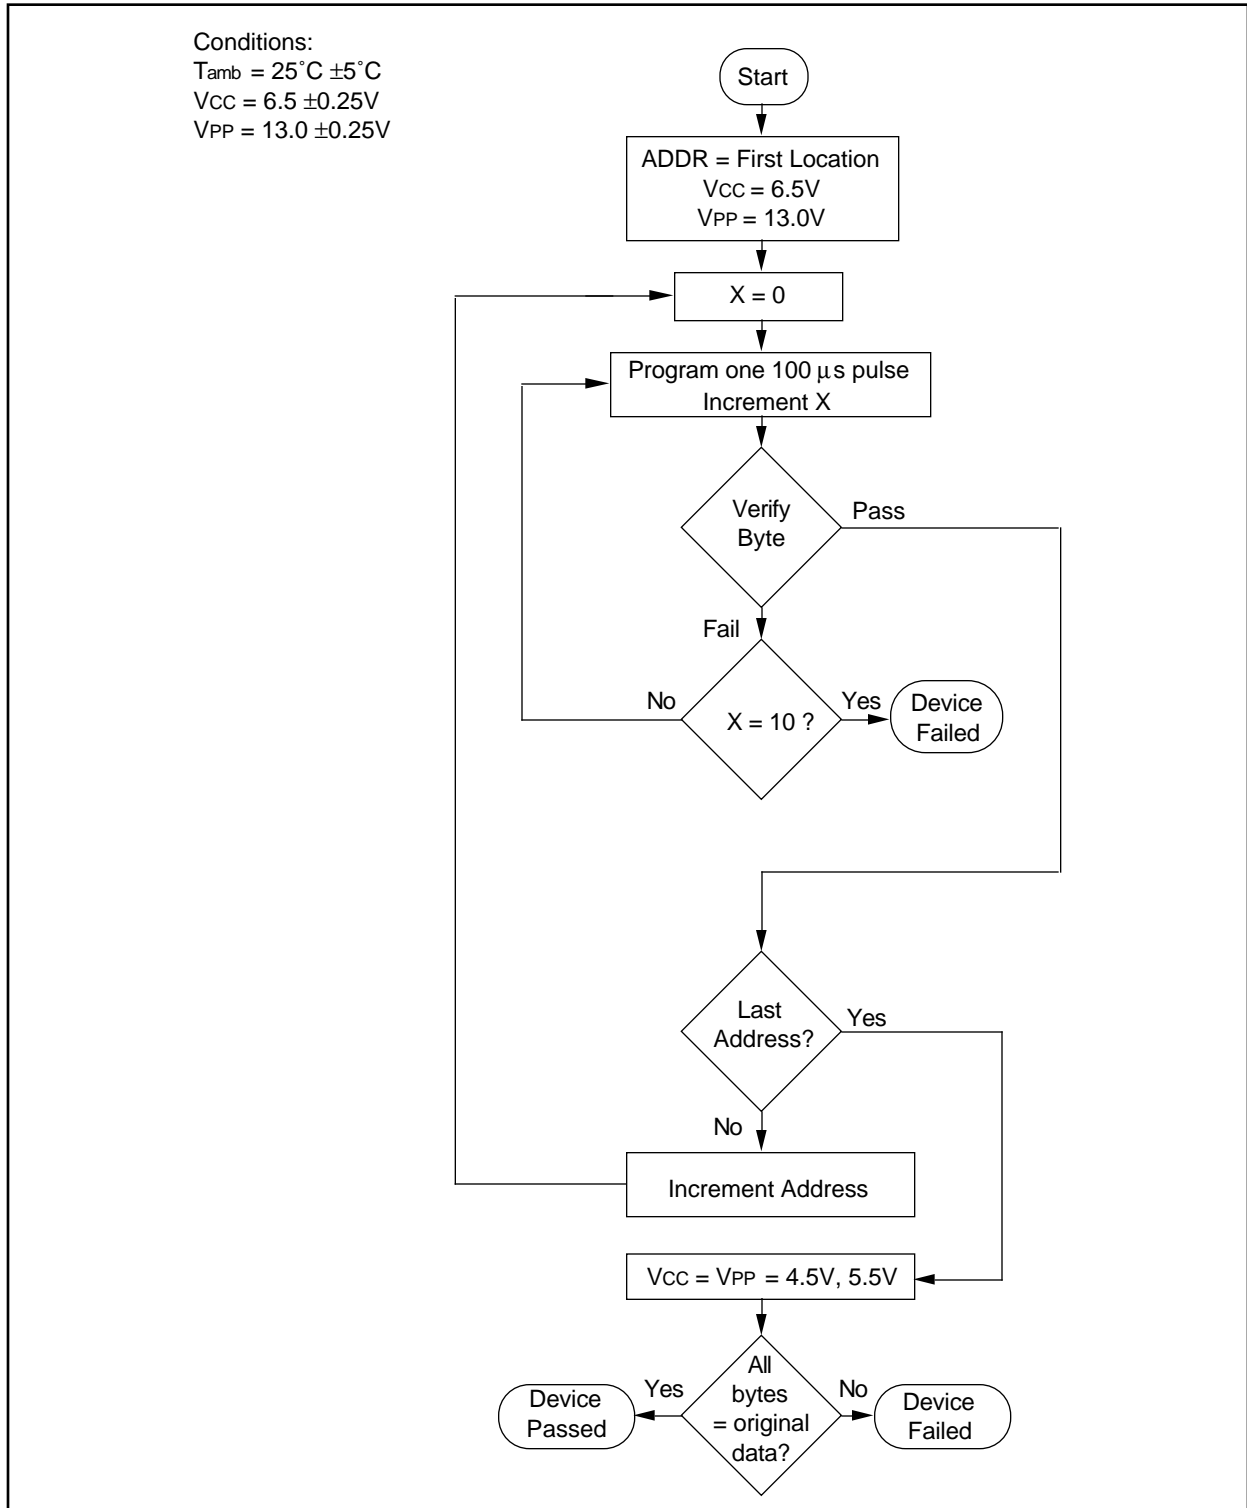 Conditions:
Tamb = 25˚C ±5˚C
VCC = 6.5 ±0.25V
VPP = 13.0 ±0.25V
Start
ADDR = First Location
VCC = 6.5V
VPP = 13.0V
X = 0
Program one 100 µs pulse
Increment X
Verify
Byte
Pass
Fail
No
X = 10 ?
Yes
Device
Failed
Last
Address?
Yes
No
Increment Address
VCC = VPP = 4.5V, 5.5V
All
bytes
= original
data?
Yes
Device
Passed
No
Device
Failed